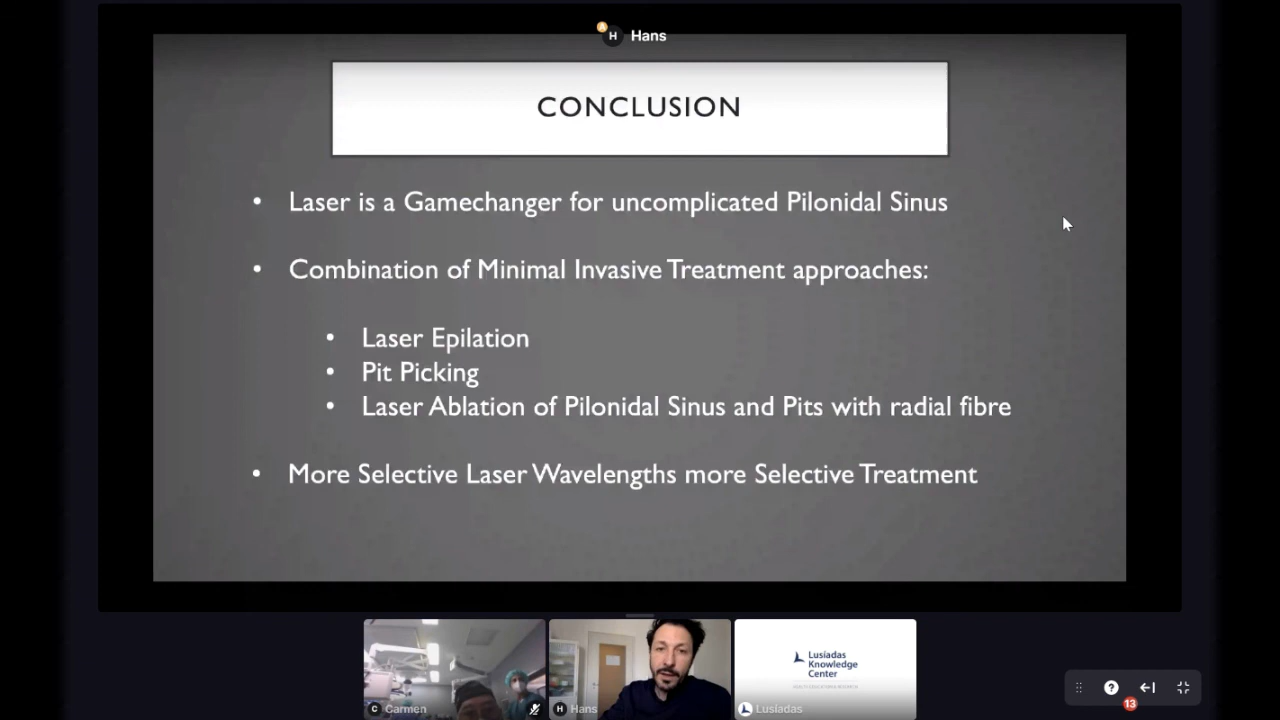 A
H Hans
CONCLUSION
• Laser is a Gamechanger for uncomplicated Pilonidal Sinus
• Combination of Minimal Invasive Treatment approaches:
• Laser Epilation
• Pit Picking
• Laser Ablation of Pilonidal Sinus and Pits with radial fibre
• More Selective Laser Wavelengths more Selective Treatment
Lusíadas
Knowledge
Center
C Carmen
H Hans
Lusíadas
?
13